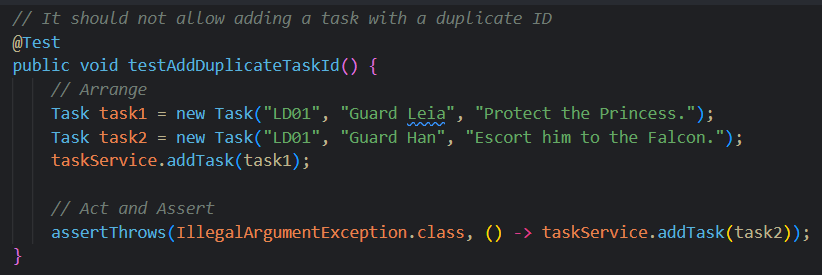 // It should not allow adding a task with a duplicate ID
@Test
public void testAddDuplicateTaskId() {
// Arrange
Task task1 = new Task("LD01", "Guard Leia", "Protect the Princess.");
Task task2 = new Task("LD01", "Guard Han", "Escort him to the Falcon.");
taskService.addTask(task1);
// Act and Assert
assertThrows(IllegalArgumentException.class, () -> taskService.addTask(task2));
}